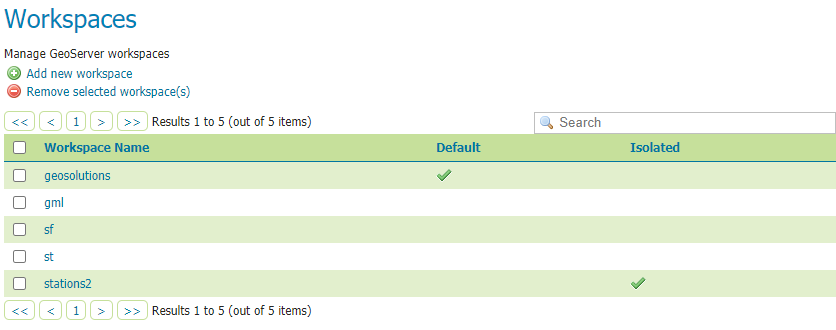 Workspaces
Manage GeoServer workspaces
Add new workspace
Remove selected workspace(s)
<< < 1 > >> Results 1 to 5 (out of 5 items) Search
Workspace Name Default Isolated
geosolutions
gml
sf
st
stations2
<< < 1 > >> Results 1 to 5 (out of 5 items)